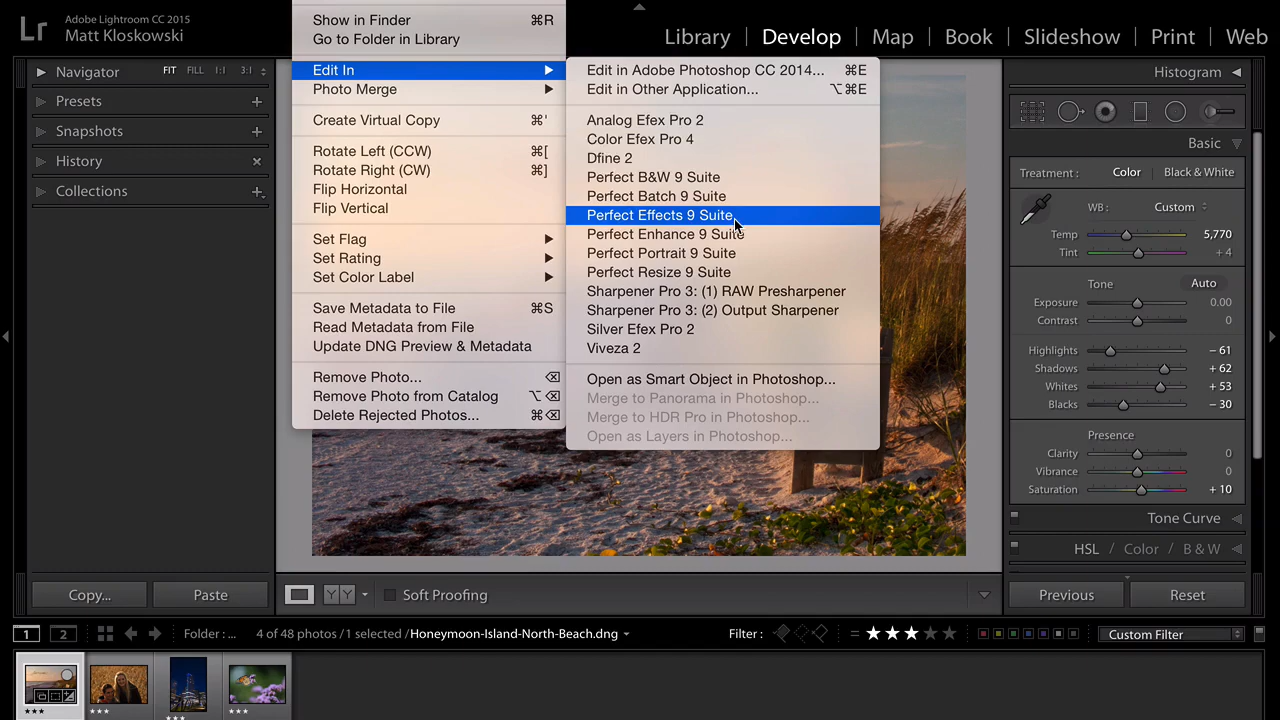 Adobe Lightroom CC 2015
Lr Matt Kloskowski
Library | Develop | Map | Book | Slideshow | Print | Web
Navigator FIT FILL 1:1 3:1
Presets +
Snapshots +
History ×
Collections +
Copy... Paste
Show in Finder ⌘R
Go to Folder in Library
Edit In ▶
Photo Merge ▶
Create Virtual Copy ⌘'
Rotate Left (CCW) ⌘[
Rotate Right (CW) ⌘]
Flip Horizontal
Flip Vertical
Set Flag ▶
Set Rating ▶
Set Color Label ▶
Save Metadata to File ⌘S
Read Metadata from File
Update DNG Preview & Metadata
Remove Photo... ⌫
Remove Photo from Catalog ⌥⌫
Delete Rejected Photos... ⌘⌫
Edit in Adobe Photoshop CC 2014... ⌘E
Edit in Other Application... ⌥⌘E
Analog Efex Pro 2
Color Efex Pro 4
Dfine 2
Perfect B&W 9 Suite
Perfect Batch 9 Suite
Perfect Effects 9 Suite
Perfect Enhance 9 Suite
Perfect Portrait 9 Suite
Perfect Resize 9 Suite
Sharpener Pro 3: (1) RAW Presharpener
Sharpener Pro 3: (2) Output Sharpener
Silver Efex Pro 2
Viveza 2
Open as Smart Object in Photoshop...
Merge to Panorama in Photoshop...
Merge to HDR Pro in Photoshop...
Open as Layers in Photoshop...
Histogram
Basic
Treatment : Color Black & White
WB : Custom
Temp 5,770
Tint + 4
Tone Auto
Exposure 0.00
Contrast 0
Highlights – 61
Shadows + 62
Whites + 53
Blacks – 30
Presence
Clarity 0
Vibrance 0
Saturation + 10
Tone Curve
HSL / Color / B & W
Previous Reset
YY Soft Proofing
1 2 Folder : ... 4 of 48 photos / 1 selected / Honeymoon-Island-North-Beach.dng Filter : = ★★★★★ Custom Filter
★★★ ★★★ ★★★ ★★★